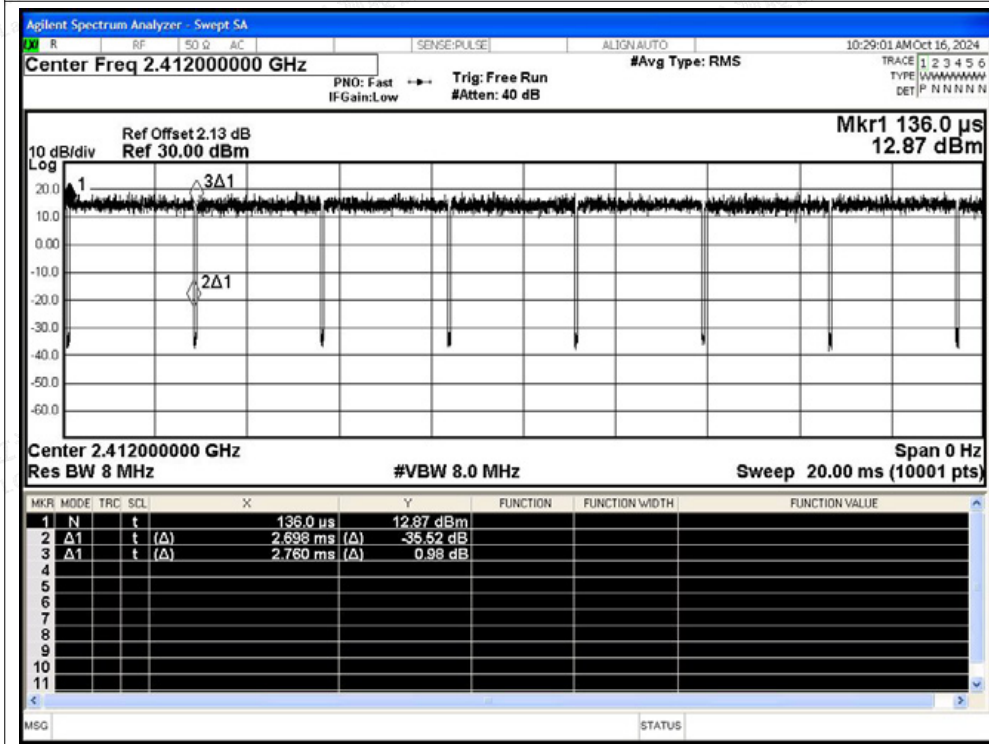 Agilent Spectrum Analyzer - Swept SA
R RF 50 Ω AC SENSE:PULSE ALIGN AUTO 10:29:01 AM Oct 16, 2024
Center Freq 2.412000000 GHz #Avg Type: RMS TRACE 1 2 3 4 5 6
PNO: Fast Trig: Free Run TYPE WWWWWW
IFGain:Low #Atten: 40 dB DET P N N N N N
Mkr1 136.0 µs
Ref Offset 2.13 dB
10 dB/div Ref 30.00 dBm 12.87 dBm
Log
1 3Δ1
20.0
10.0
0.00
-10.0
2Δ1
-20.0
-30.0
-40.0
-50.0
-60.0
Center 2.412000000 GHz Span 0 Hz
Res BW 8 MHz #VBW 8.0 MHz Sweep 20.00 ms (10001 pts)
MKR MODE TRC SCL X Y FUNCTION FUNCTION WIDTH FUNCTION VALUE
1 N t 136.0 µs 12.87 dBm
2 Δ1 t (Δ) 2.698 ms (Δ) -35.52 dB
3 Δ1 t (Δ) 2.760 ms (Δ) 0.98 dB
4
5
6
7
8
9
10
11
MSG STATUS